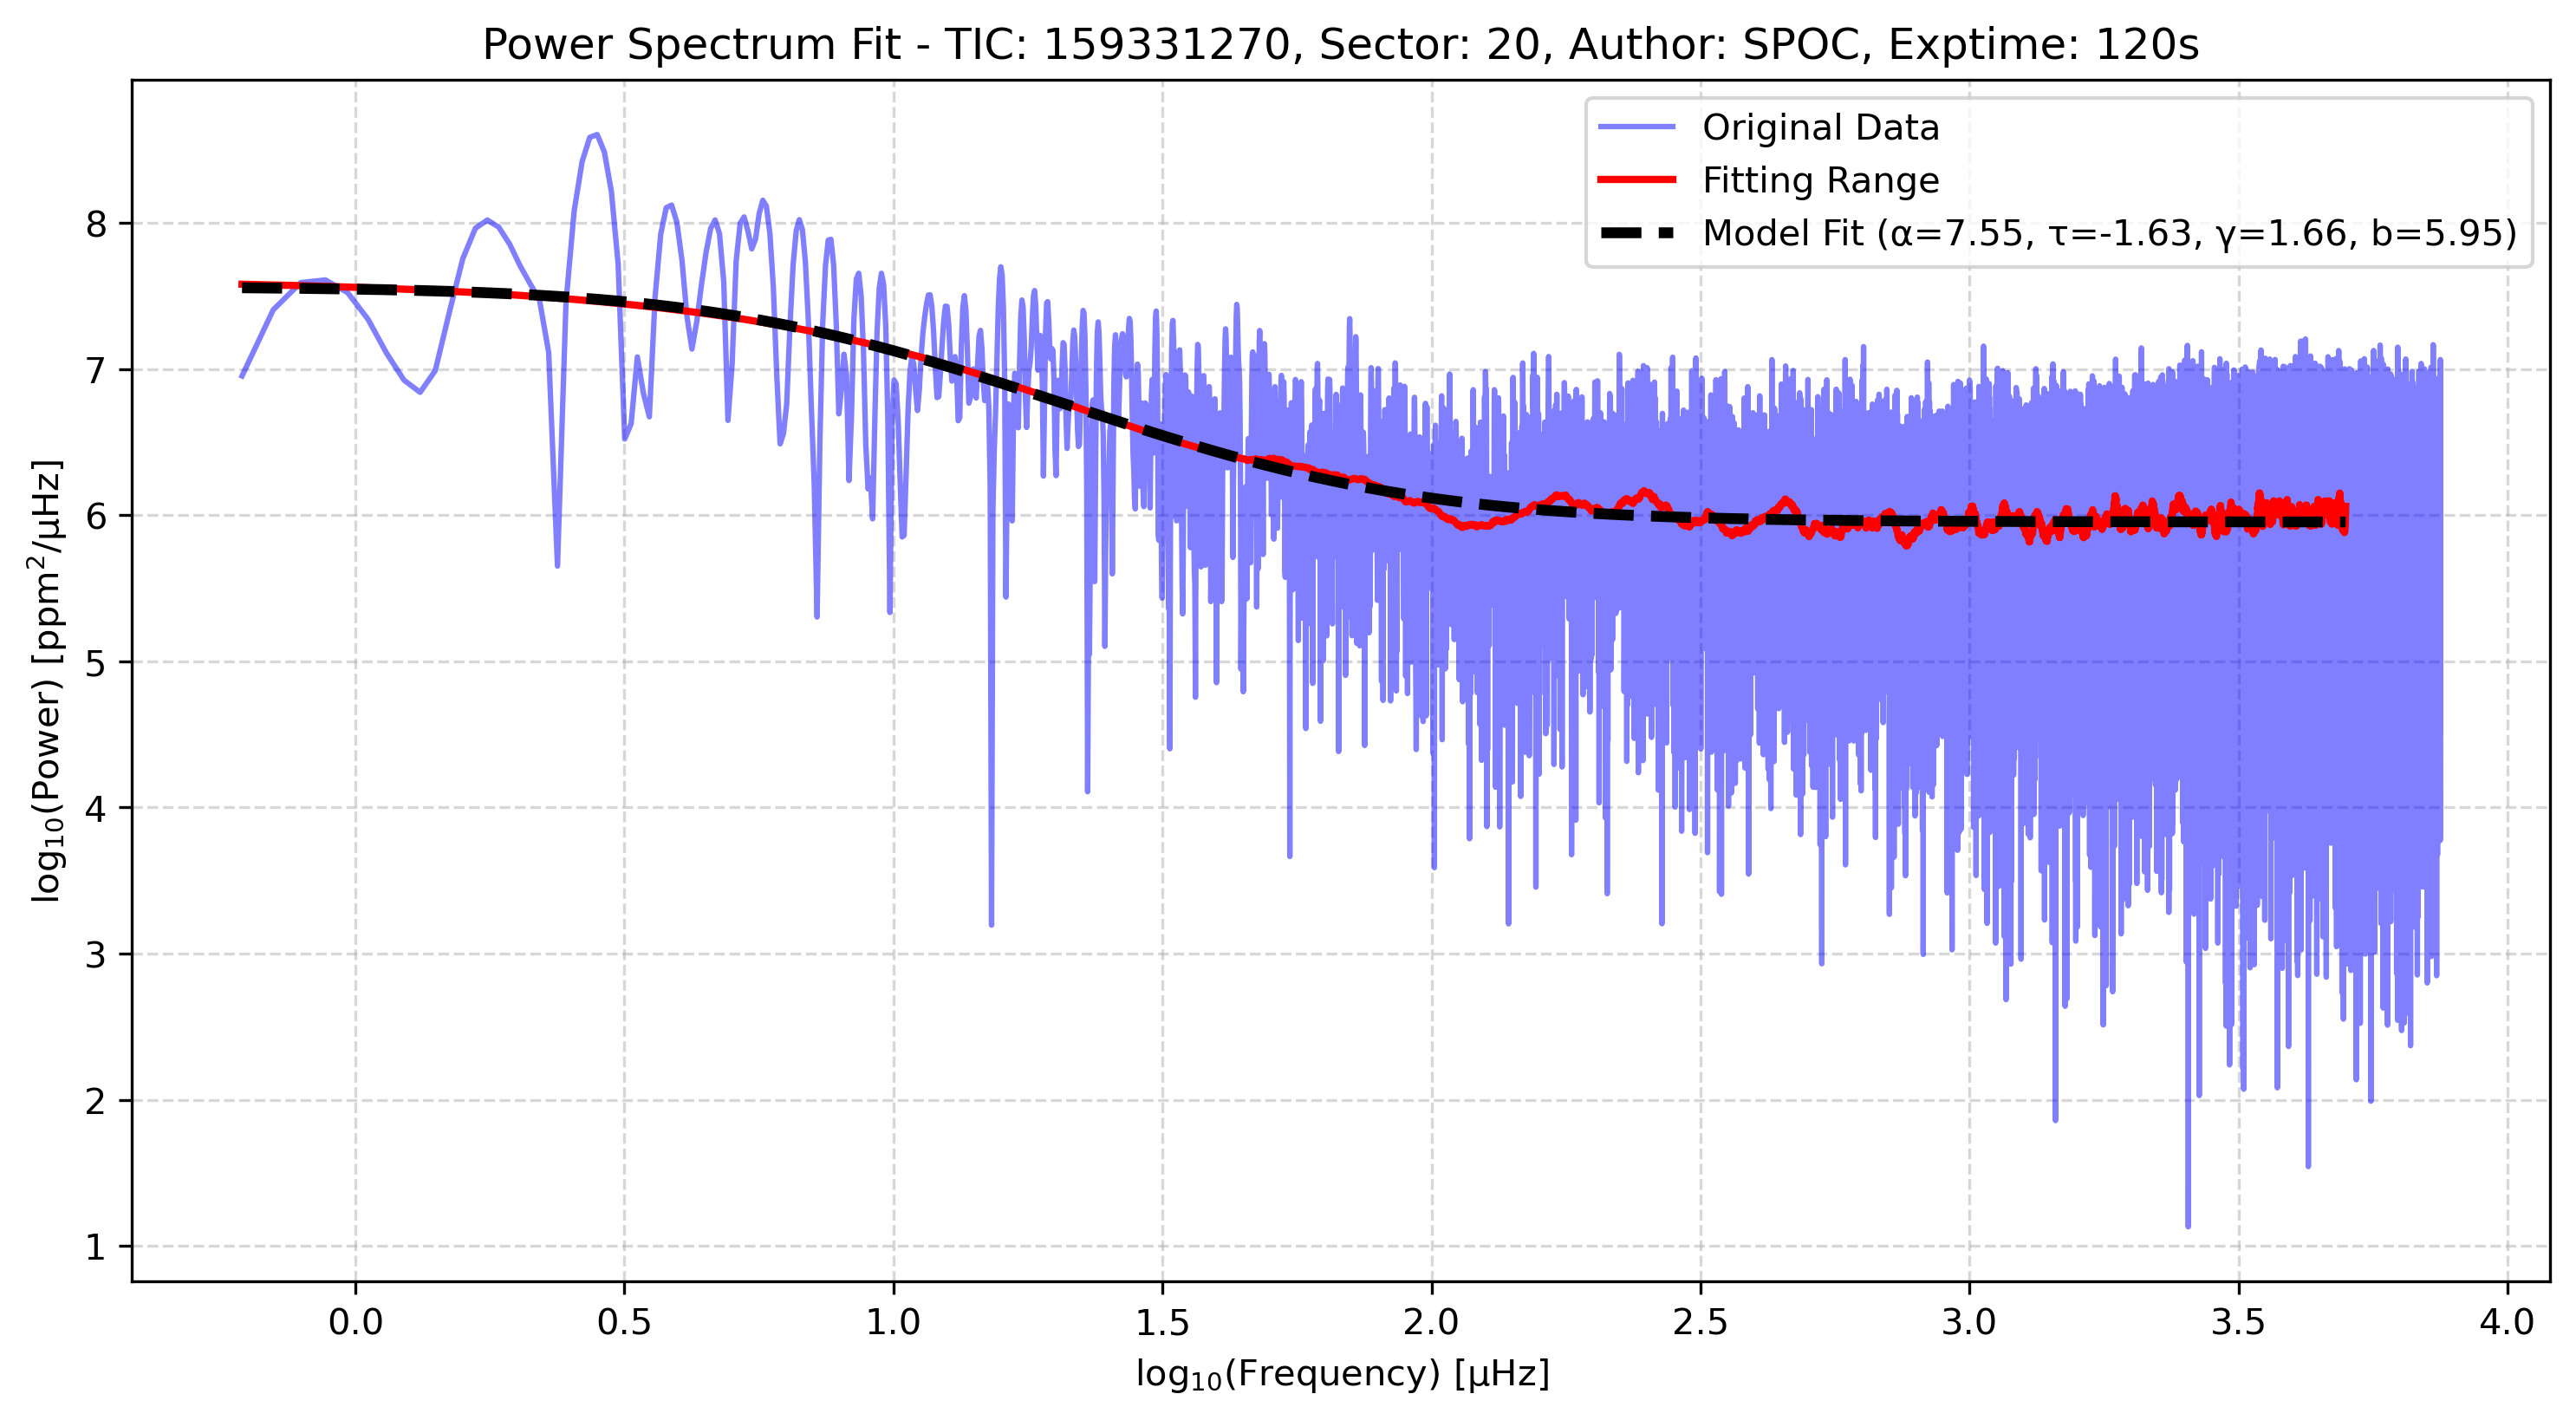 Power Spectrum Fit - TIC: 159331270, Sector: 20, Author: SPOC, Exptime: 120s
Original Data
Fitting Range
Model Fit (α=7.55, τ=-1.63, γ=1.66, b=5.95)
log₁₀(Power) [ppm²/μHz]
8
7
6
5
4
3
2
1
0.0 0.5 1.0 1.5 2.0 2.5 3.0 3.5 4.0
log₁₀(Frequency) [μHz]